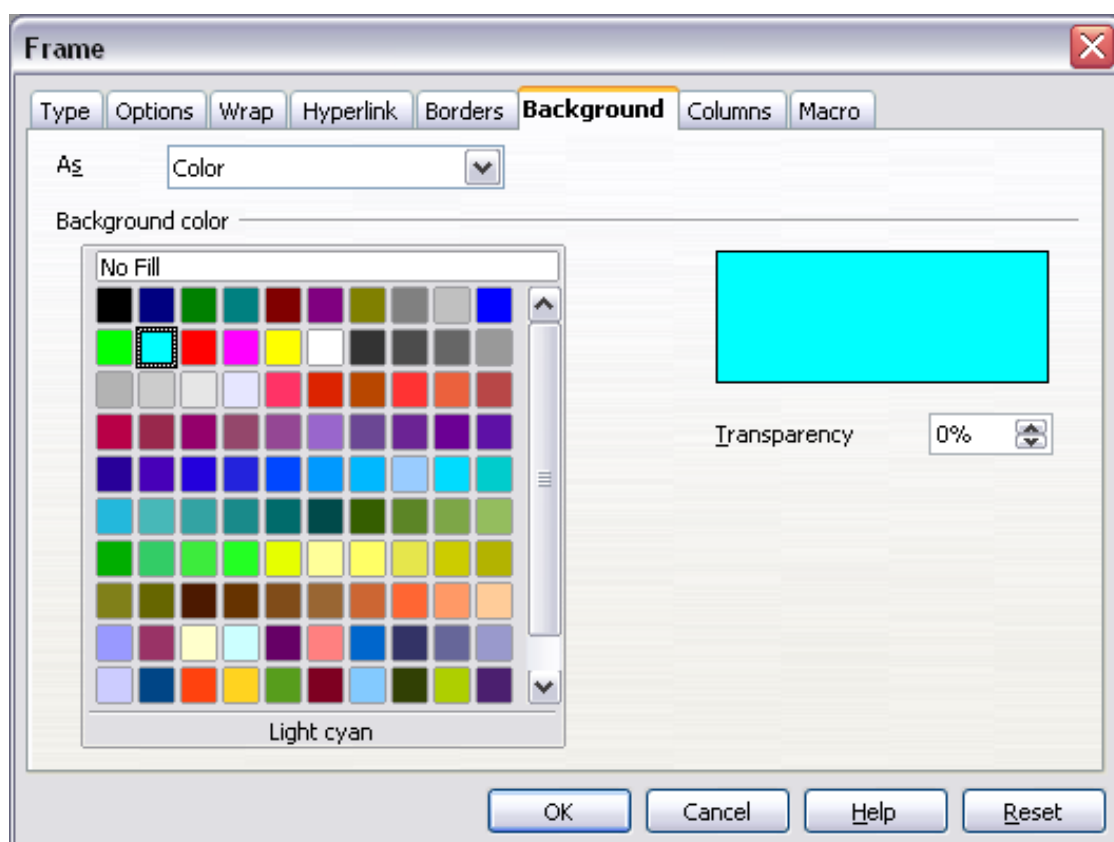 Frame
Type Options Wrap Hyperlink Borders Background Columns Macro
As Color
Background color
No Fill
Transparency 0%
Light cyan
OK Cancel Help Reset